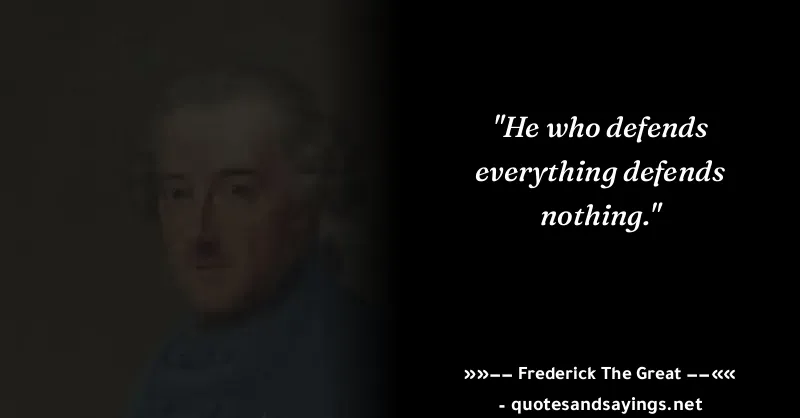 "He who defends
everything defends
nothing."
»»−− Frederick The Great −−««
- quotesandsayings.net